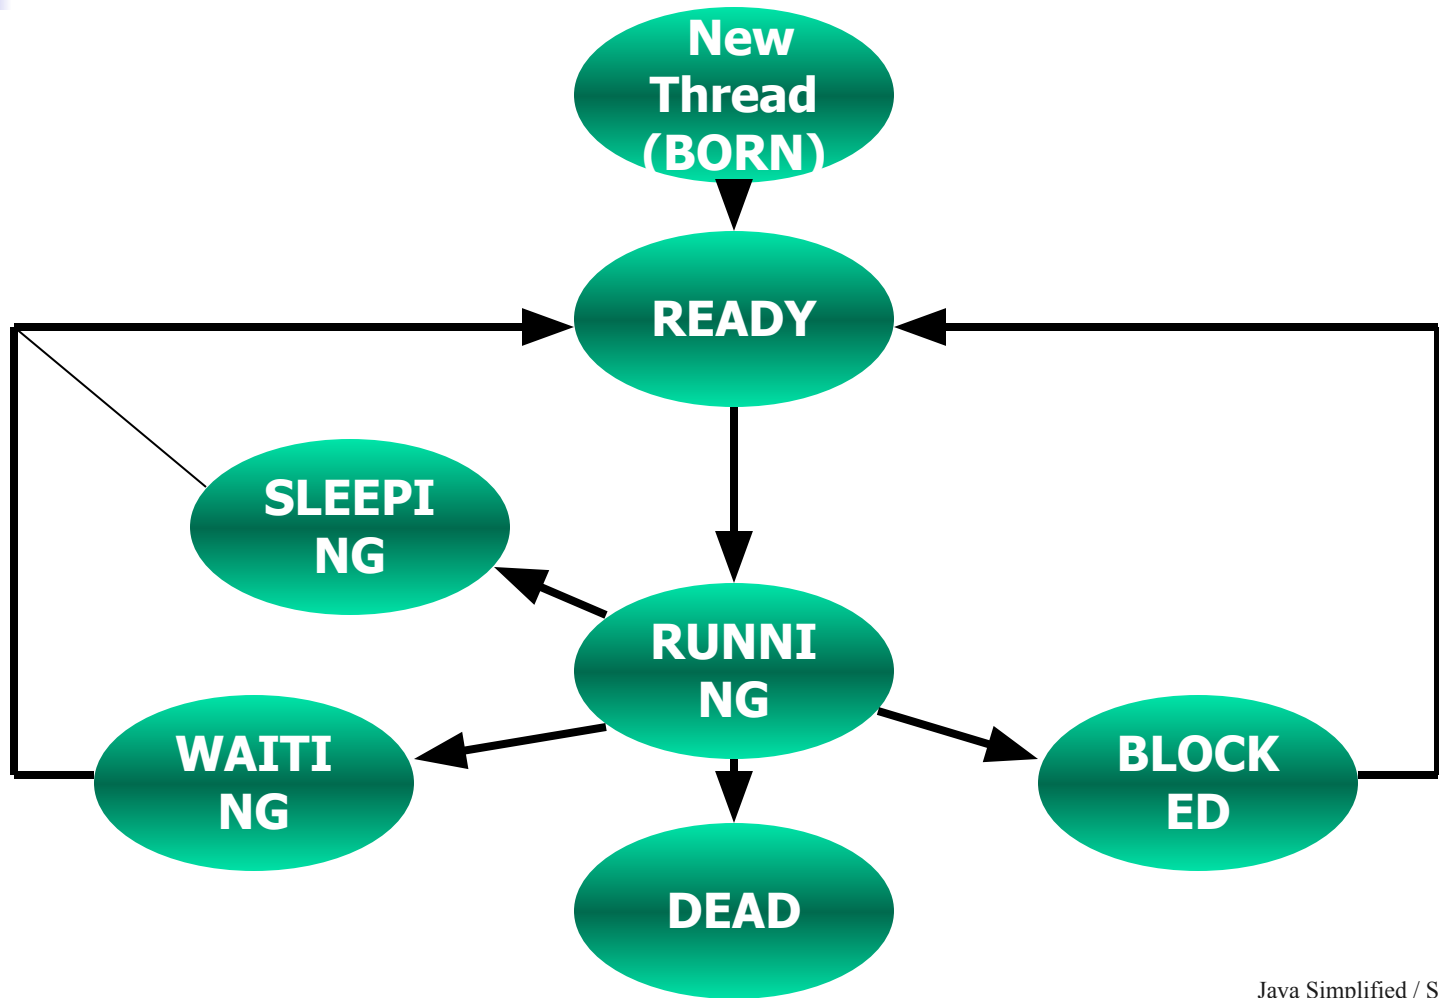 New
Thread
(BORN)
READY
SLEEPI
NG
RUNNI
NG
WAITI
NG
BLOCK
ED
DEAD
Java Simplified / S